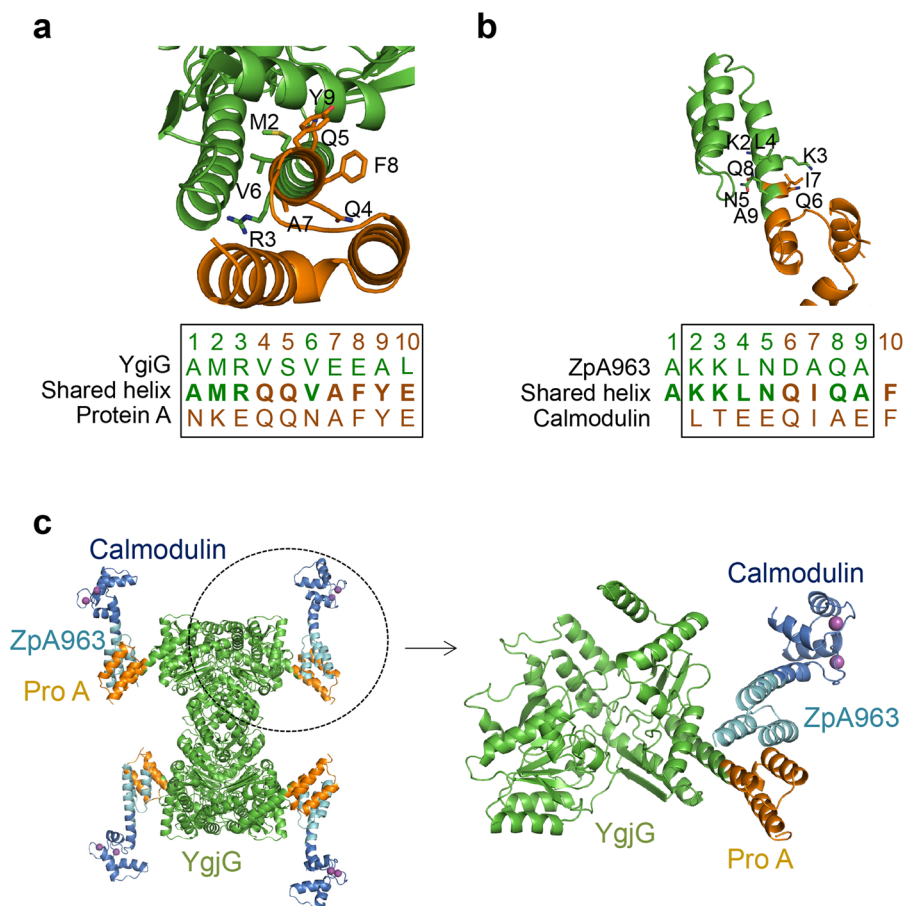 a
Y9
M2
Q5
F8
V6
Q4
A7
R3
1 2 3 4 5 6 7 8 9 10
YgiG A M R V S V E E A L
Shared helix A M R Q Q V A F Y E
Protein A N K E Q Q N A F Y E
b
K2 L4
K3
Q8
I7
N5
Q6
A9
1 2 3 4 5 6 7 8 9 10
ZpA963 A K K L N D A Q A
Shared helix A K K L N Q I Q A F
Calmodulin L T E E Q I A E F
c
Calmodulin
ZpA963
Pro A
YgjG
Calmodulin
ZpA963
YgjG
Pro A